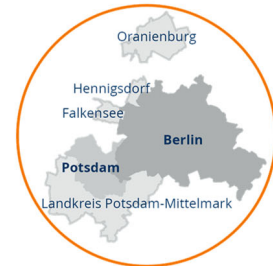 Oranienburg
Hennigsdorf
Falkensee
Berlin
Potsdam
Landkreis Potsdam-Mittelmark